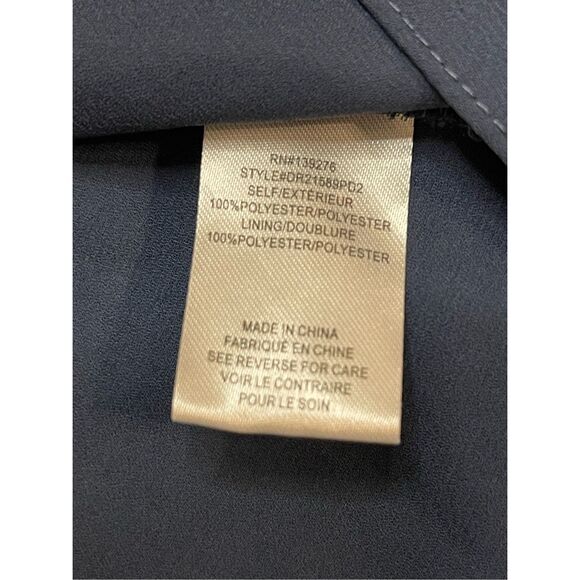 RN#139276
STYLE#DR21589PD2
SELF/EXTÉRIEUR
100%POLYESTER/POLYESTER
LINING/DOUBLURE
100%POLYESTER/POLYESTER
MADE IN CHINA
FABRIQUÉ EN CHINE
SEE REVERSE FOR CARE
VOIR LE CONTRAIRE
POUR LE SOIN